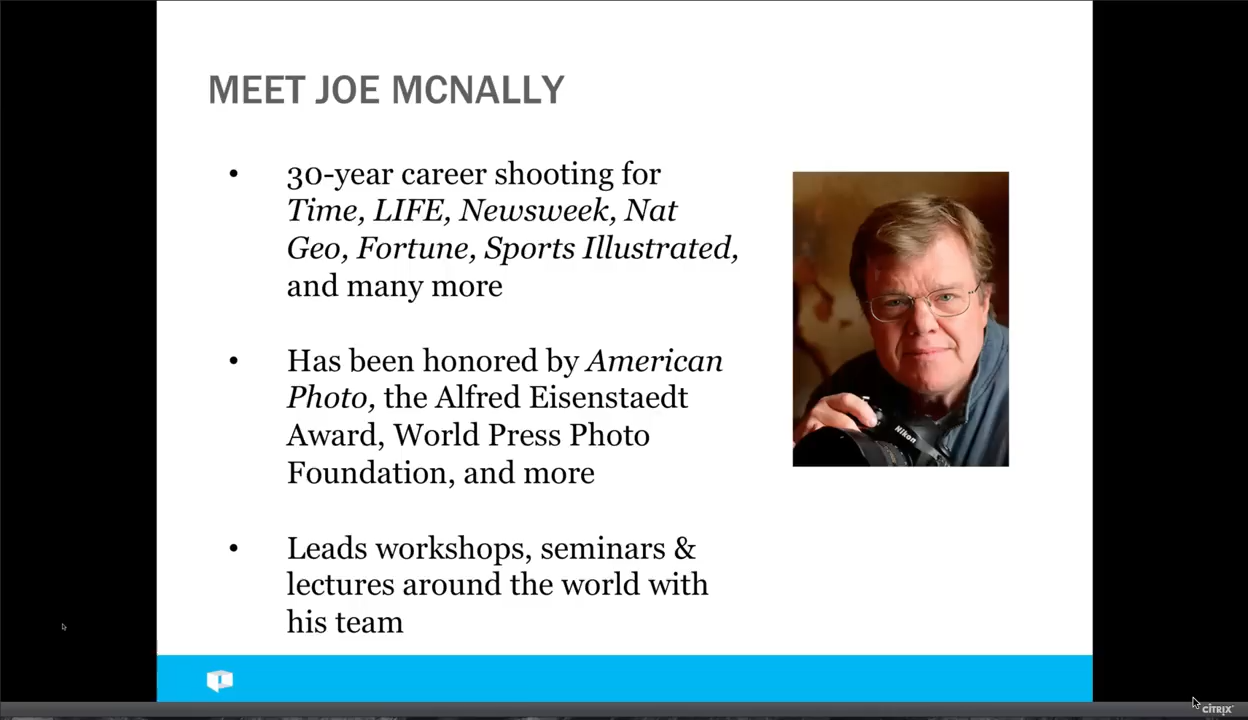 MEET JOE MCNALLY
• 30-year career shooting for
Time, LIFE, Newsweek, Nat
Geo, Fortune, Sports Illustrated,
and many more
• Has been honored by American
Photo, the Alfred Eisenstaedt
Award, World Press Photo
Foundation, and more
• Leads workshops, seminars &
lectures around the world with
his team
Nikon
CITRIX